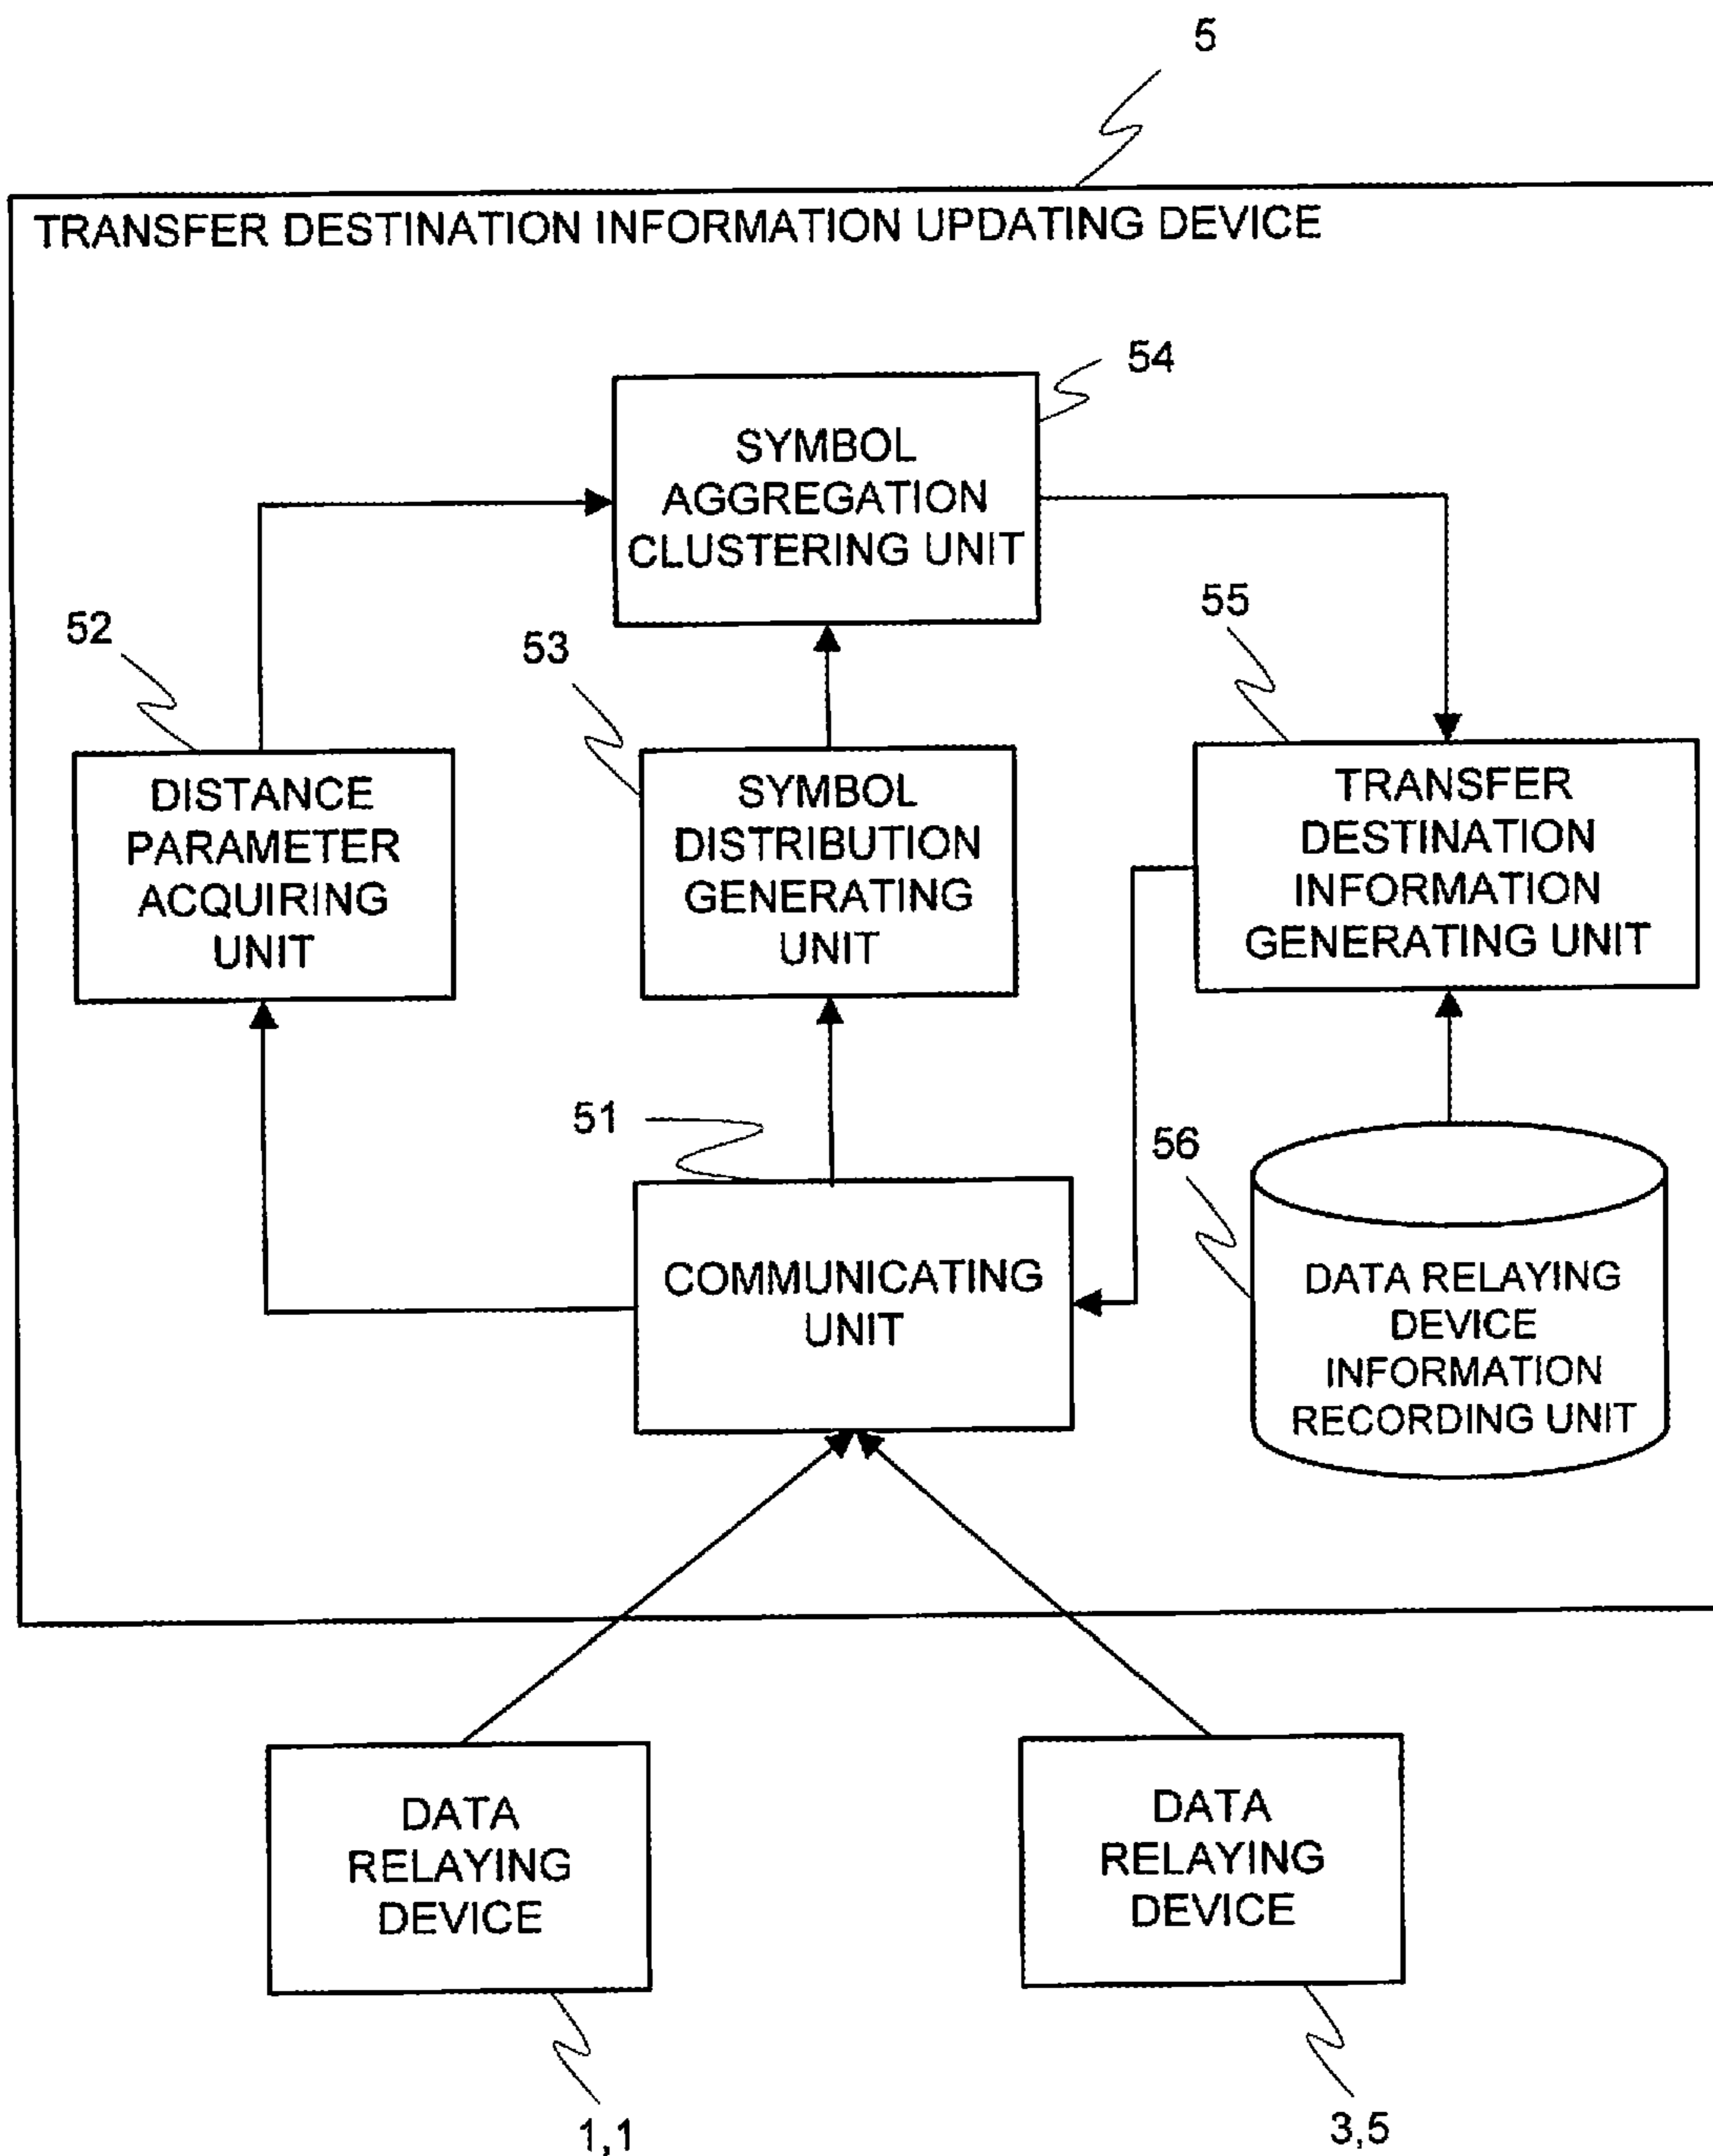 5
TRANSFER DESTINATION INFORMATION UPDATING DEVICE
54
SYMBOL
AGGREGATION
CLUSTERING UNIT
52
53
55
DISTANCE
PARAMETER
ACQUIRING
UNIT
SYMBOL
DISTRIBUTION
GENERATING
UNIT
TRANSFER
DESTINATION
INFORMATION
GENERATING UNIT
51
56
COMMUNICATING
UNIT
DATA RELAYING
DEVICE
INFORMATION
RECORDING UNIT
DATA
RELAYING
DEVICE
DATA
RELAYING
DEVICE
1,1
3,5